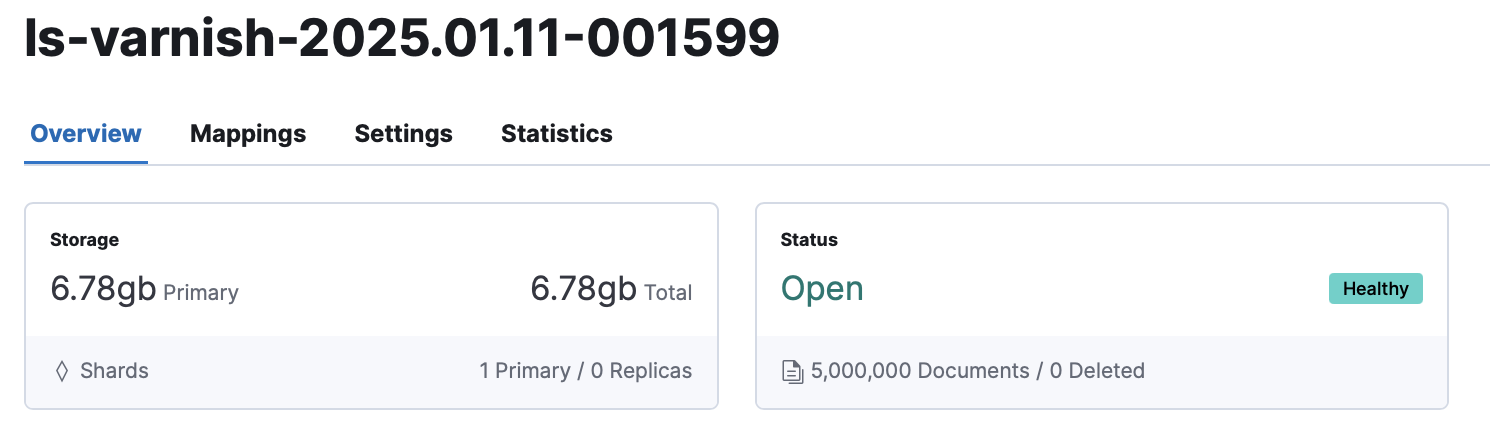 ls-varnish-2025.01.11-001599
Overview Mappings Settings Statistics
Storage
6.78gb Primary 6.78gb Total
Shards 1 Primary / 0 Replicas
Status
Open Healthy
5,000,000 Documents / 0 Deleted